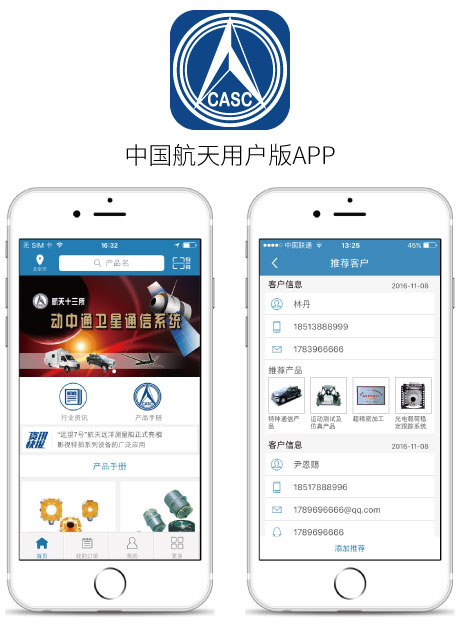 CASC
中国航天用户版APP
无 SIM 卡
16:32
北京市
产品名
扫描
航天十三所
动中通卫星通信系统
行业资讯
产品手册
CASC
资讯快报
“远望7号”航天远洋测量船正式亮相
影视特拍系列设备的广泛应用
产品手册
首页
我的订单
我的
更多
中国联通
13:25
45%
推荐客户
客户信息
2016-11-08
林丹
18513888999
1783966666
推荐产品
特种通信产品
运动测试及仿真产品
超精密加工
光电载荷稳定跟踪系统
客户信息
2016-11-08
尹恩赐
18517888996
1789696666@qq.com
1789696666
添加推荐